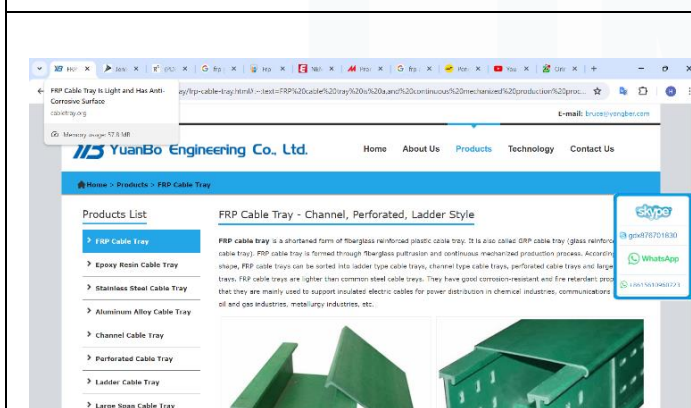 FRP Cable Tray Is Light and Has Anti-
Corrosive Surface
cabletray.org
Memory usage: 57.9 MB
E-mail: bruce@yongber.com
YuanBo Engineering Co., Ltd.
Home About Us Products Technology Contact Us
Home > Products > FRP Cable Tray
Products List
FRP Cable Tray
Epoxy Resin Cable Tray
Stainless Steel Cable Tray
Aluminum Alloy Cable Tray
Channel Cable Tray
Perforated Cable Tray
Ladder Cable Tray
Large Span Cable Tray
FRP Cable Tray - Channel, Perforated, Ladder Style
FRP cable tray is a shortened form of fiberglass reinforced plastic cable tray. It is also called GRP cable tray (glass reinforc
cable tray). FRP cable tray is formed through fiberglass pultrusion and continuous mechanized production process. According
shape, FRP cable trays can be sorted into ladder type cable trays, channel type cable trays, perforated cable trays and large
trays. FRP cable trays are lighter than common steel cable trays. They have good corrosion-resistant and fire retardant prop
that they are mainly used to support insulated electric cables for power distribution in chemical industries, communications
oil and gas industries, metallurgy industries, etc.
skype
gdx876701830
WhatsApp